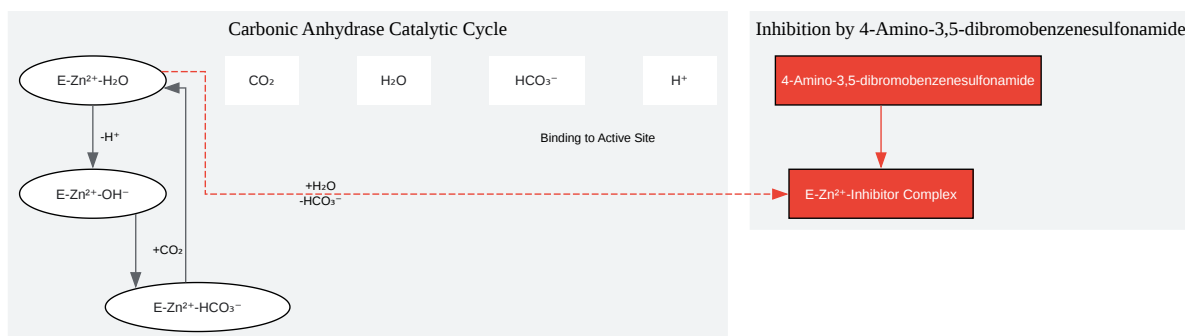 Carbonic Anhydrase Catalytic Cycle
Inhibition by 4-Amino-3,5-dibromobenzenesulfonamide
E-Zn²⁺-H₂O
CO₂
H₂O
HCO₃⁻
H⁺
4-Amino-3,5-dibromobenzenesulfonamide
-H⁺
Binding to Active Site
E-Zn²⁺-OH⁻
+H₂O
-HCO₃⁻
E-Zn²⁺-Inhibitor Complex
+CO₂
E-Zn²⁺-HCO₃⁻